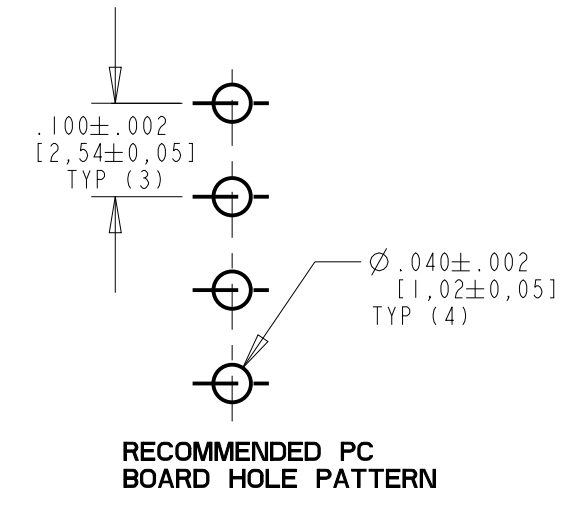 .100±.002
[2,54±0,05]
TYP (3)
Ø .040±.002
[1,02±0,05]
TYP (4)
RECOMMENDED PC
BOARD HOLE PATTERN